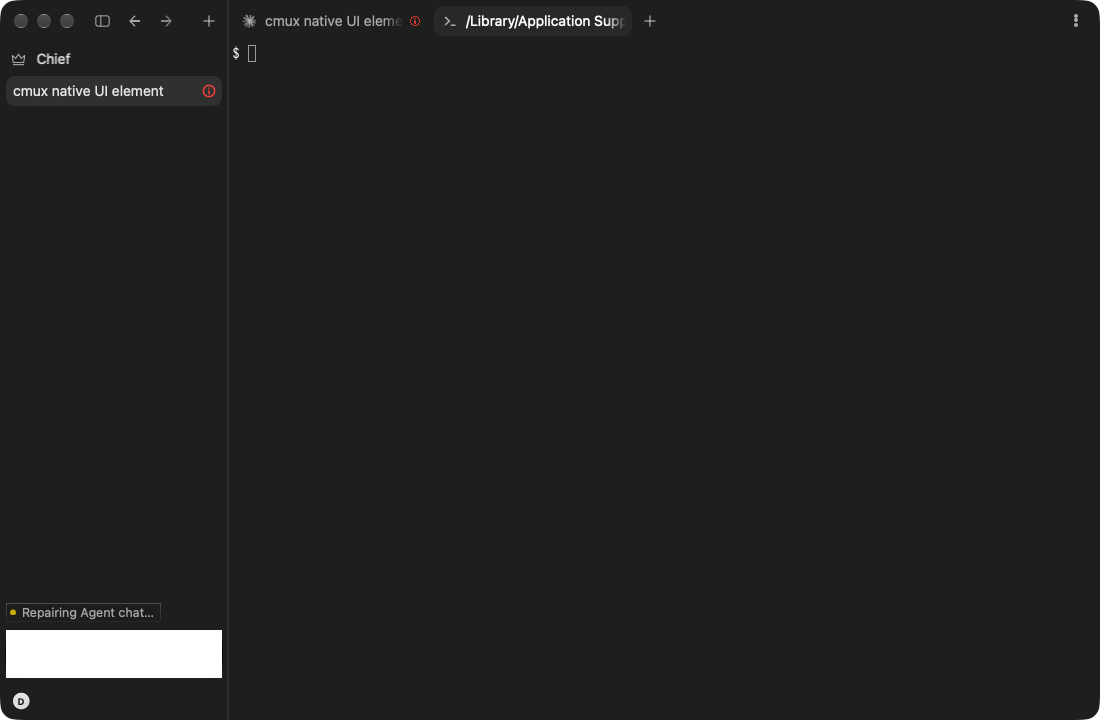 cmux native UI eleme
/Library/Application Supp
Chief
$
cmux native UI element
Repairing Agent chat...
D